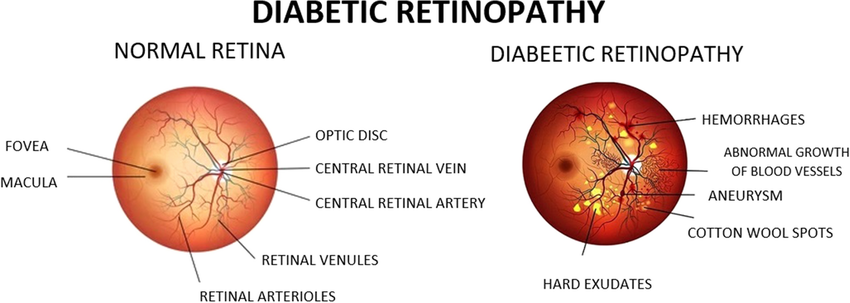 DIABETIC RETINOPATHY
NORMAL RETINA
FOVEA
MACULA
OPTIC DISC
CENTRAL RETINAL VEIN
CENTRAL RETINAL ARTERY
RETINAL VENULES
RETINAL ARTERIOLES
DIABEETIC RETINOPATHY
HEMORRHAGES
ABNORMAL GROWTH
OF BLOOD VESSELS
ANEURYSM
COTTON WOOL SPOTS
HARD EXUDATES